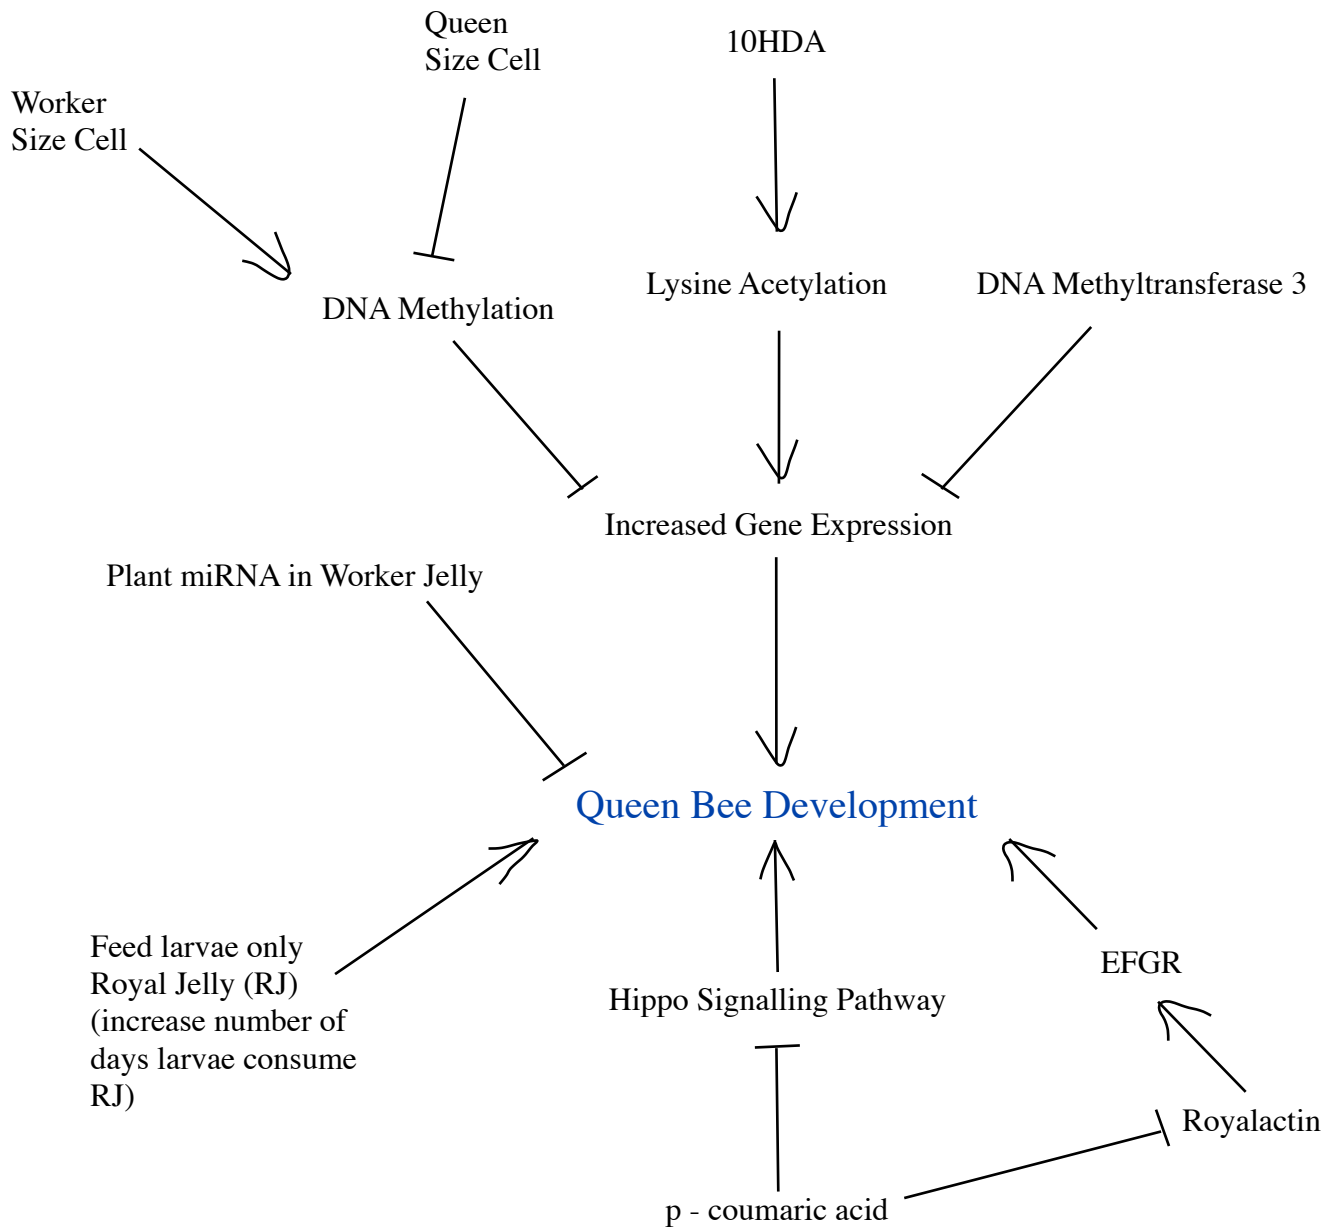 Queen
Size Cell
10HDA
Worker
Size Cell
Lysine Acetylation
DNA Methyltransferase 3
DNA Methylation
Increased Gene Expression
Plant miRNA in Worker Jelly
Queen Bee Development
Feed larvae only
Royal Jelly (RJ)
(increase number of
days larvae consume
RJ)
EFGR
Hippo Signalling Pathway
Royalactin
p - coumaric acid